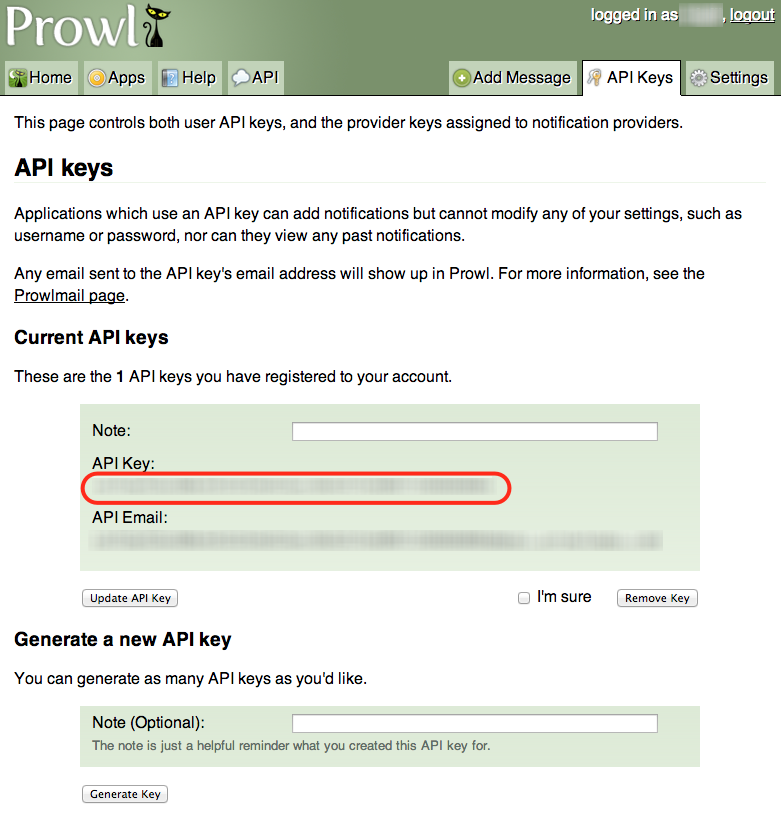 Prowl
logged in as , logout
Home Apps Help API Add Message API Keys Settings
This page controls both user API keys, and the provider keys assigned to notification providers.
API keys
Applications which use an API key can add notifications but cannot modify any of your settings, such as
username or password, nor can they view any past notifications.
Any email sent to the API key's email address will show up in Prowl. For more information, see the
Prowlmail page.
Current API keys
These are the 1 API keys you have registered to your account.
Note:
API Key:
API Email:
Update API Key I'm sure Remove Key
Generate a new API key
You can generate as many API keys as you'd like.
Note (Optional):
The note is just a helpful reminder what you created this API key for.
Generate Key